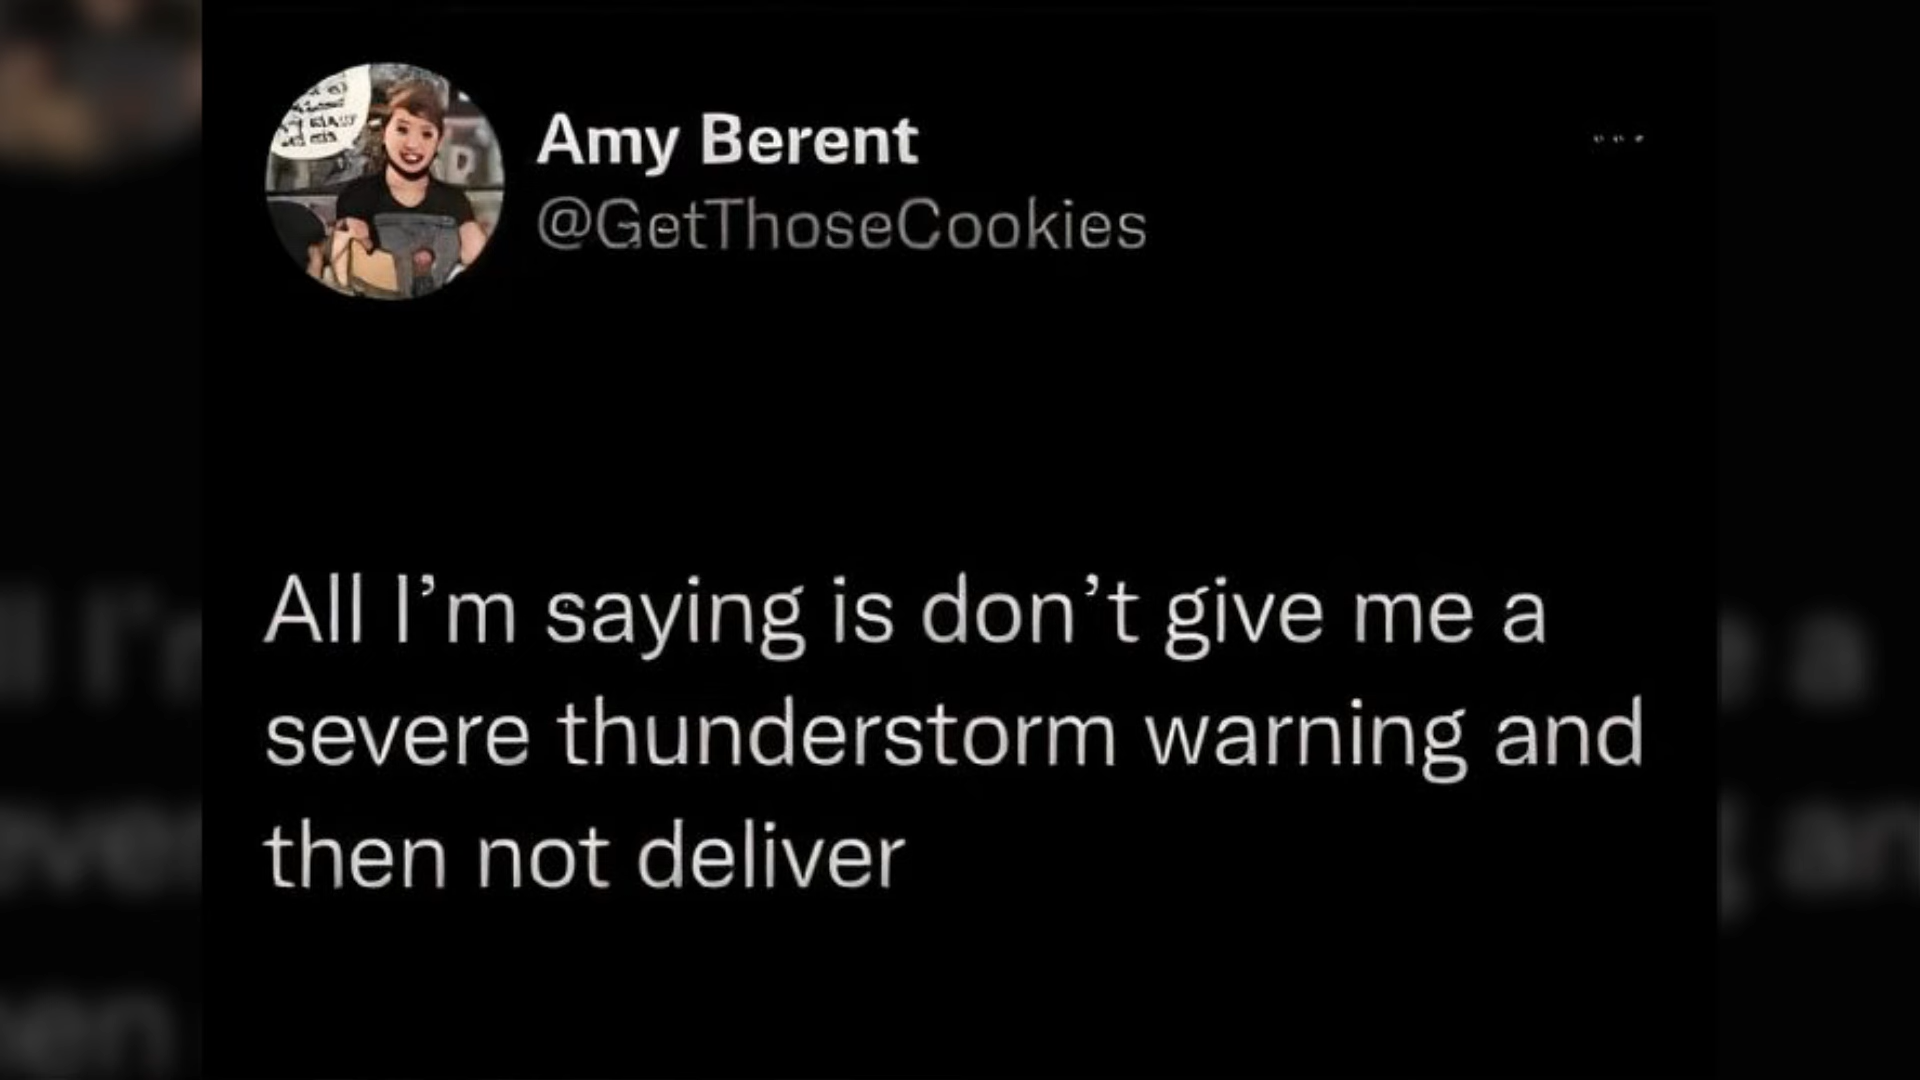 Amy Berent
@GetThoseCookies
All I’m saying is don’t give me a
severe thunderstorm warning and
then not deliver